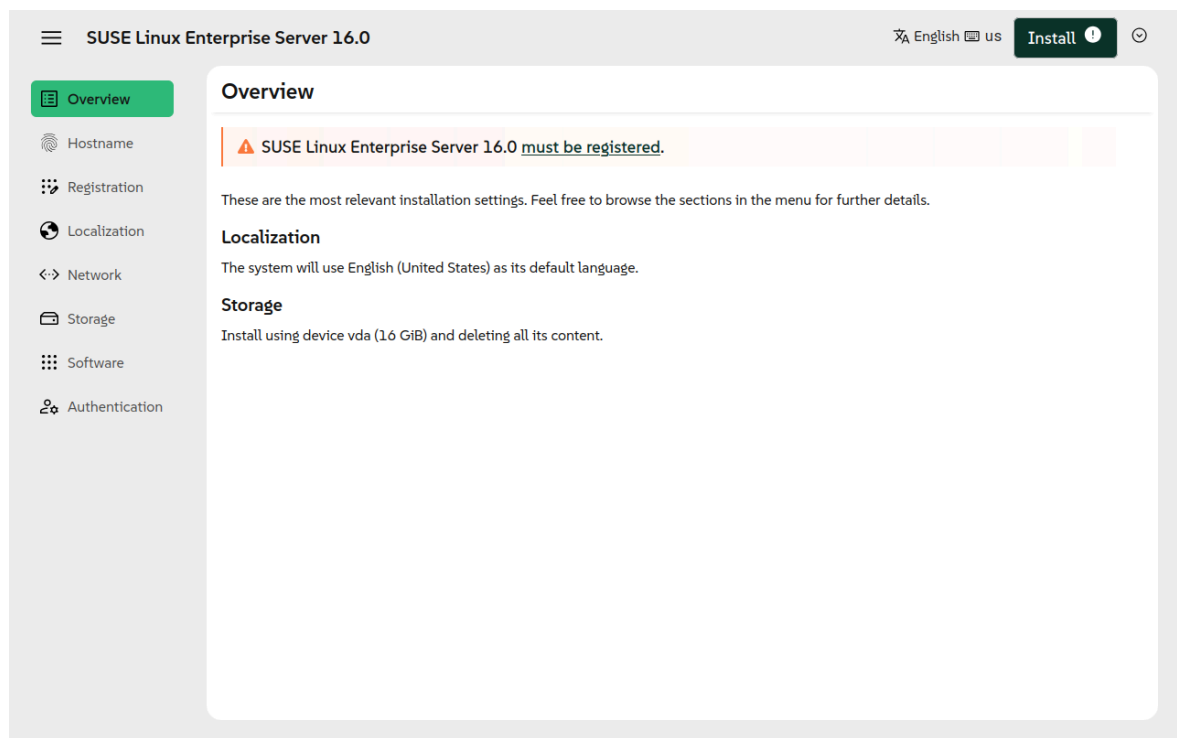 SUSE Linux Enterprise Server 16.0
English us
Install !
Overview
Hostname
Registration
Localization
Network
Storage
Software
Authentication
Overview
SUSE Linux Enterprise Server 16.0 must be registered.
These are the most relevant installation settings. Feel free to browse the sections in the menu for further details.
Localization
The system will use English (United States) as its default language.
Storage
Install using device vda (16 GiB) and deleting all its content.